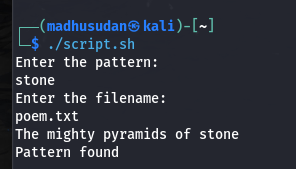 ┌──(madhusudan㉿kali)-[~]
└─$ ./script.sh
Enter the pattern:
stone
Enter the filename:
poem.txt
The mighty pyramids of stone
Pattern found